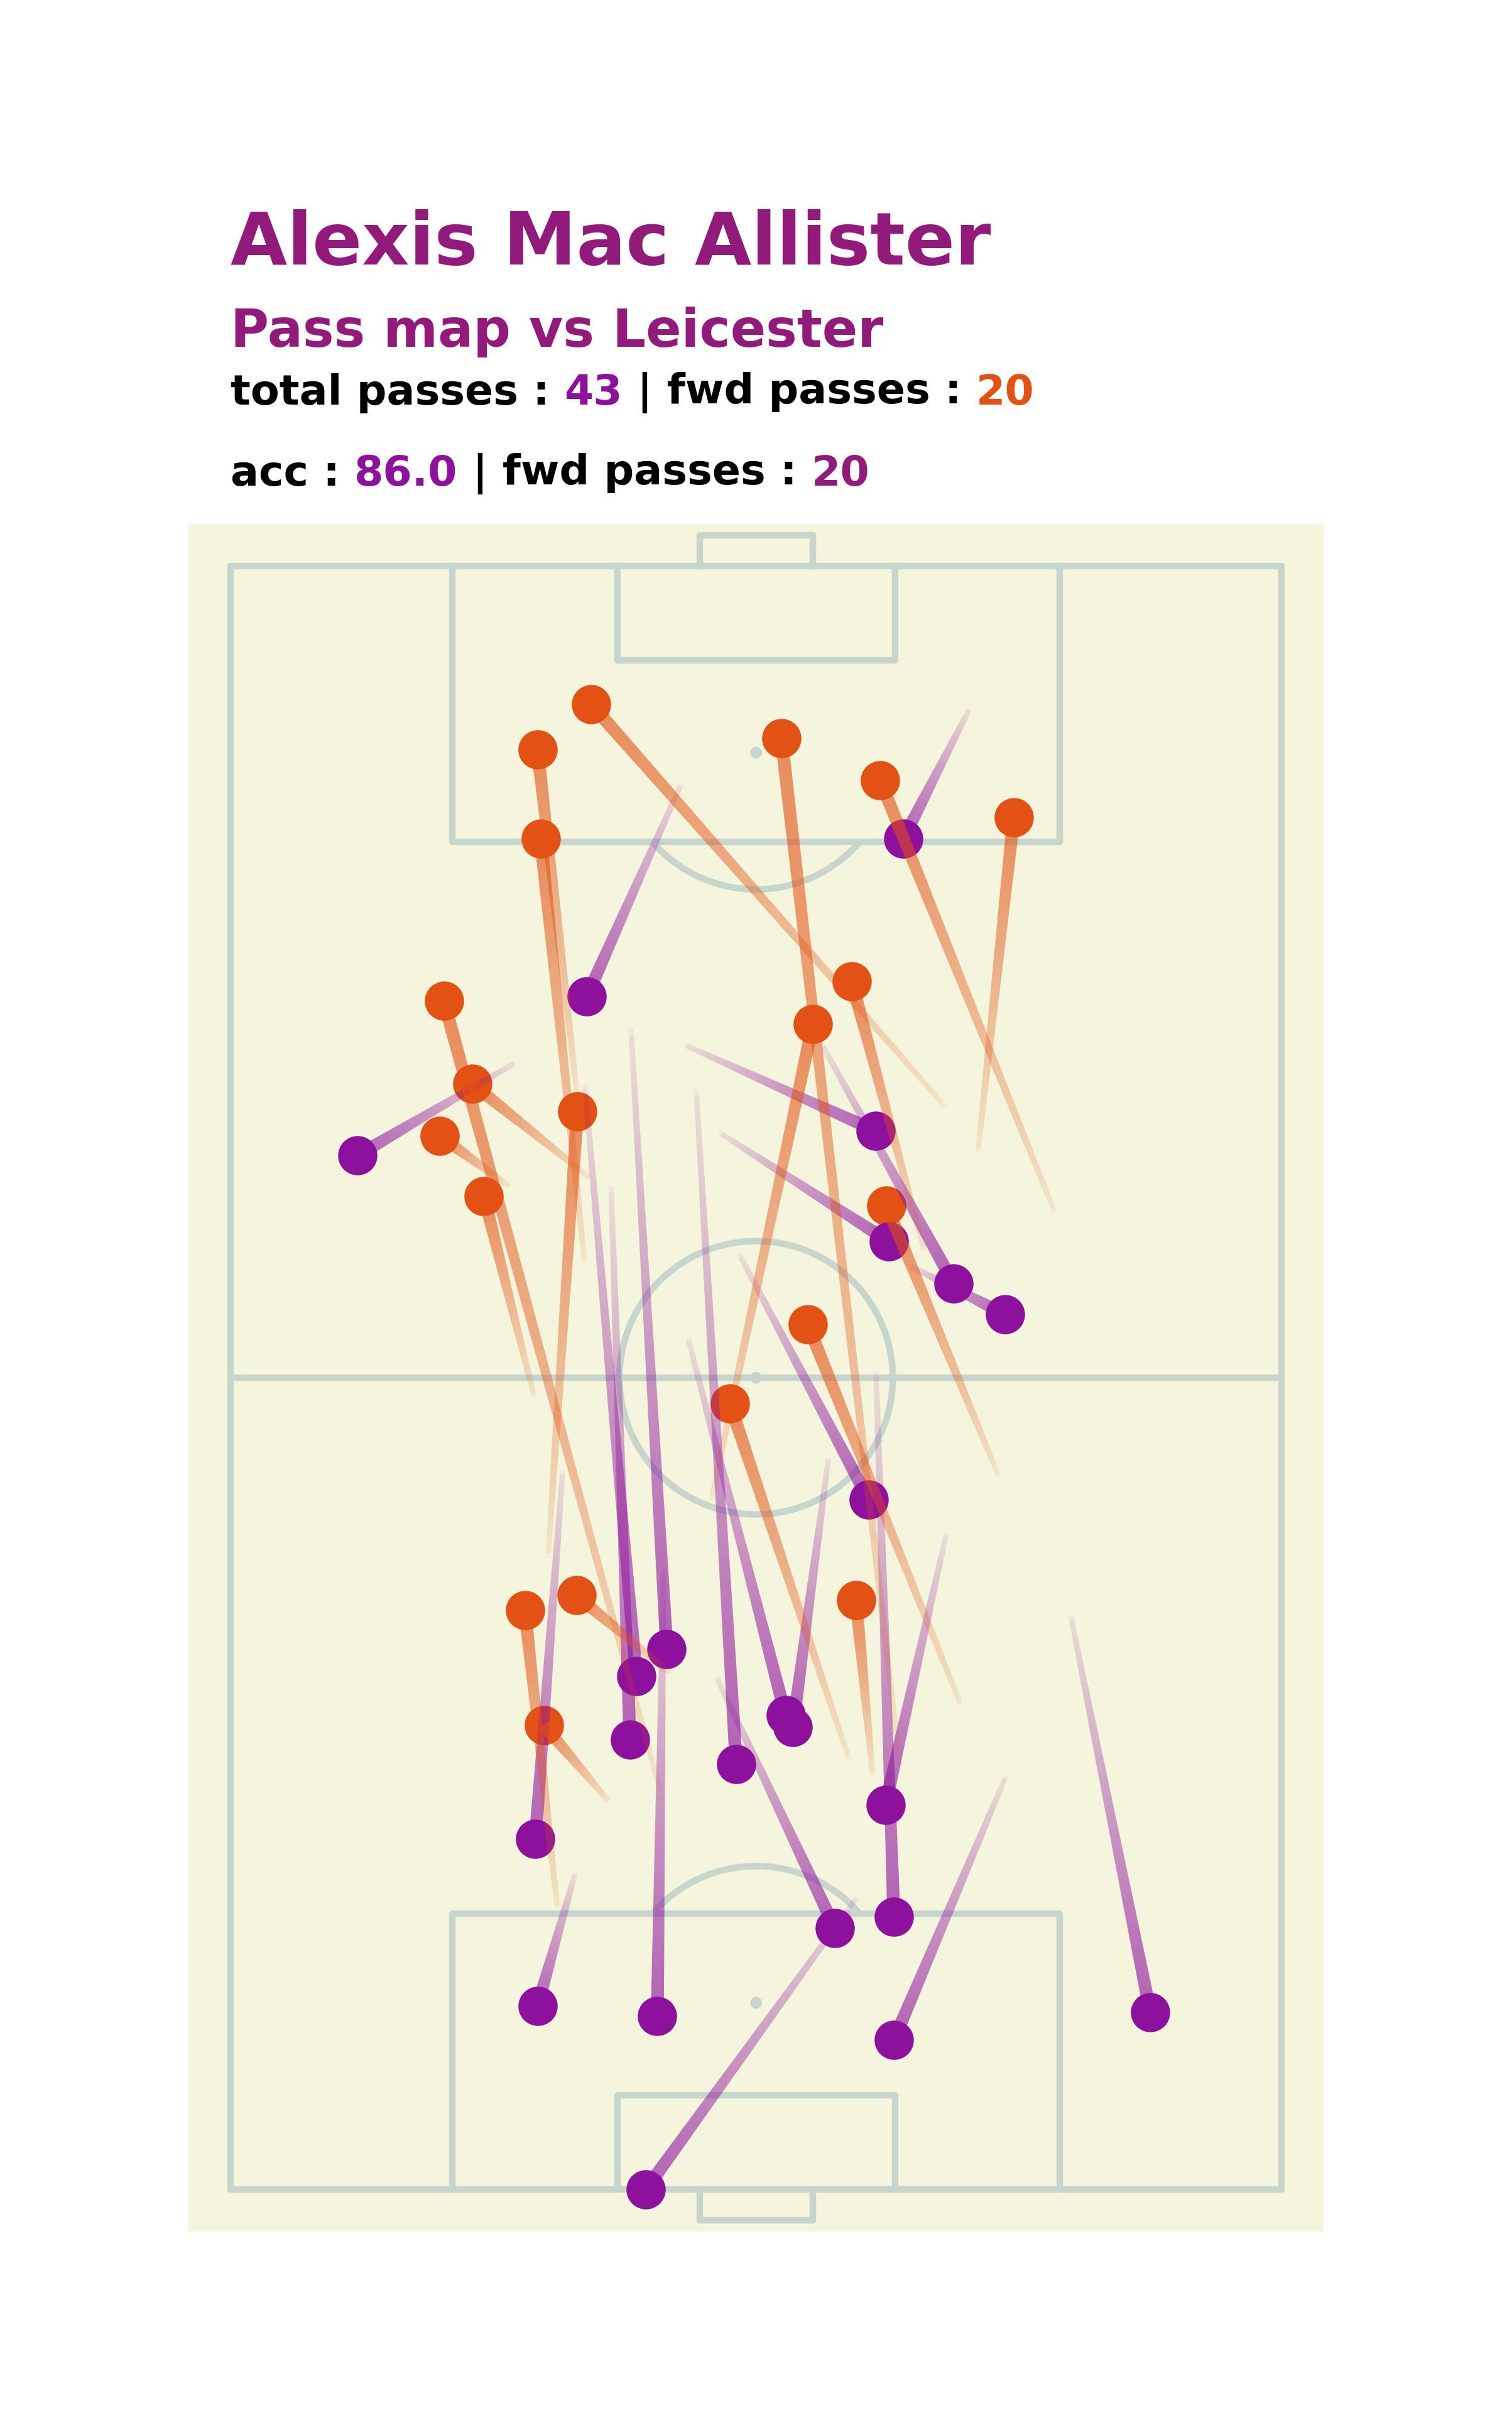 Alexis Mac Allister
Pass map vs Leicester
total passes : 43 | fwd passes : 20
acc : 86.0 | fwd passes : 20